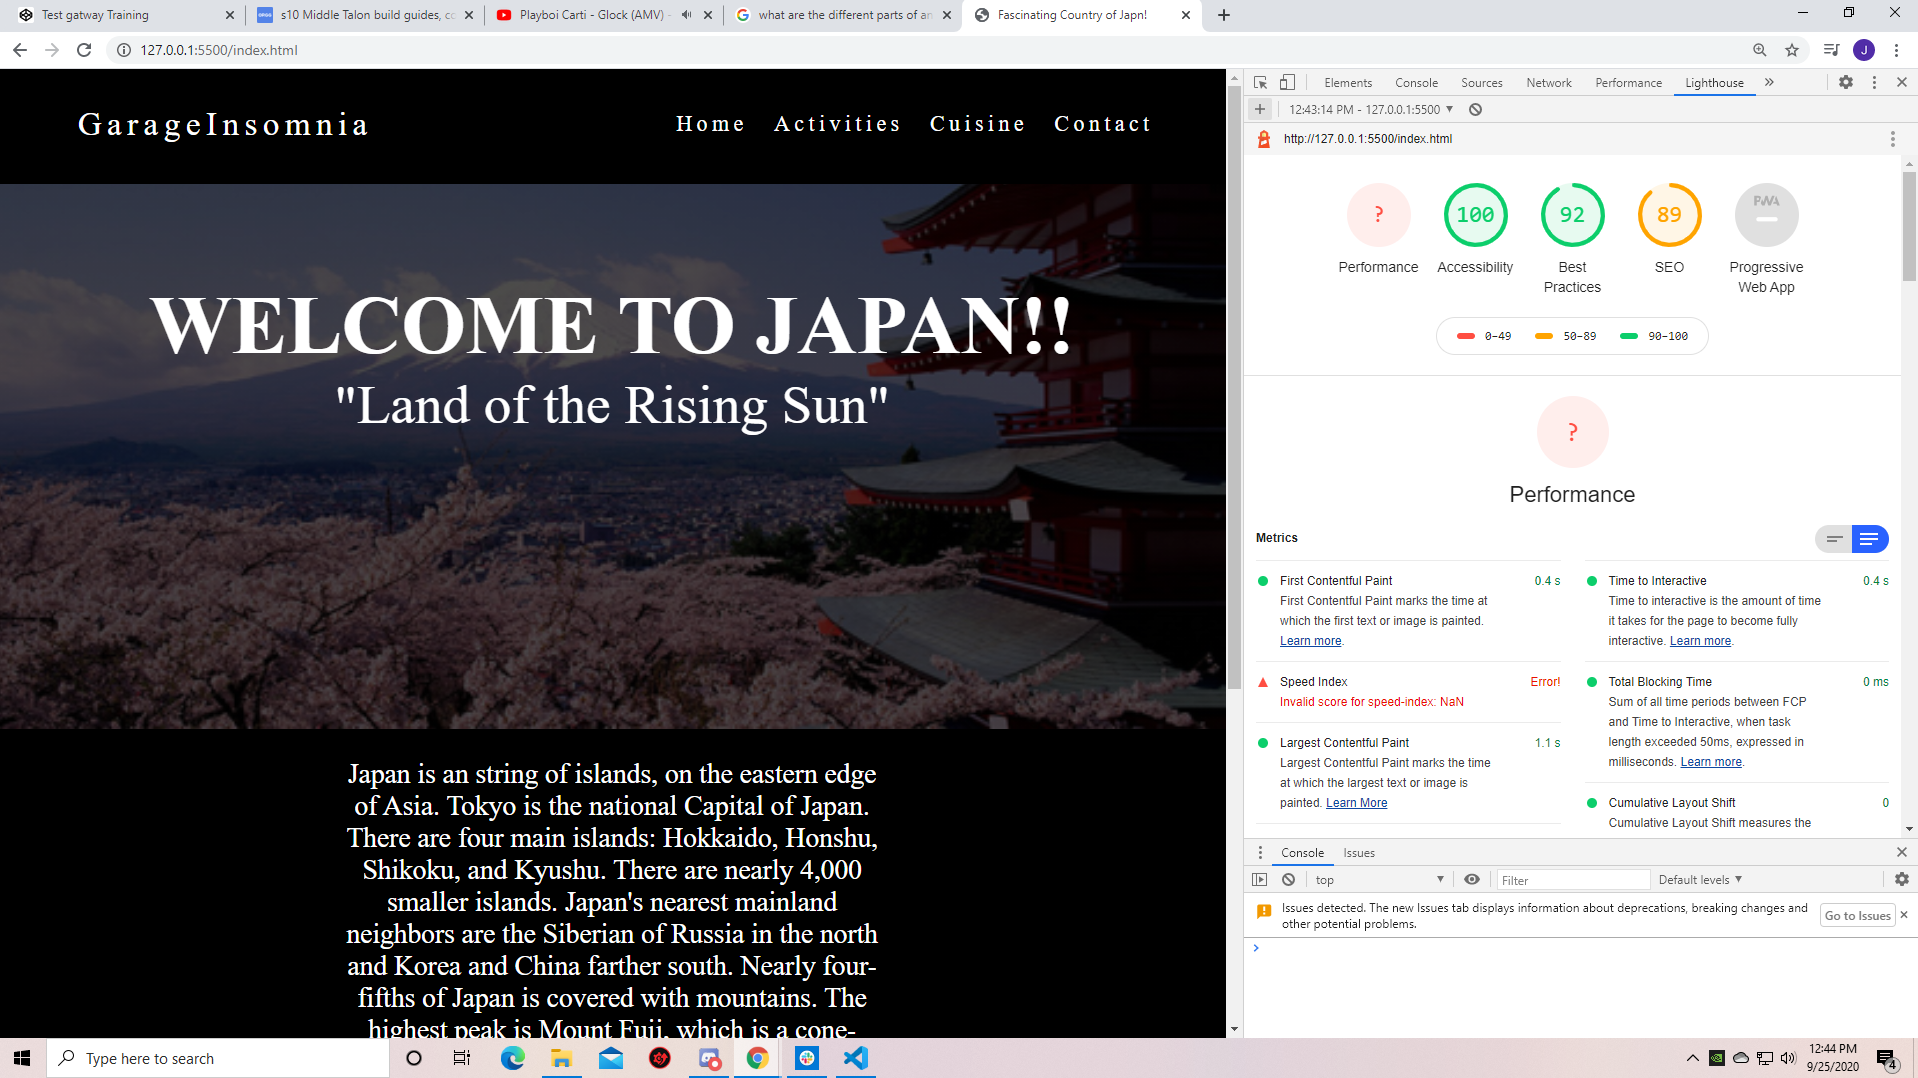 Test gatway Training
s10 Middle Talon build guides, co
Playboi Carti - Glock (AMV) -
what are the different parts of an
Fascinating Country of Japn!
127.0.0.1:5500/index.html
J
GarageInsomnia
Home Activities Cuisine Contact
WELCOME TO JAPAN!!
"Land of the Rising Sun"
Japan is an string of islands, on the eastern edge
of Asia. Tokyo is the national Capital of Japan.
There are four main islands: Hokkaido, Honshu,
Shikoku, and Kyushu. There are nearly 4,000
smaller islands. Japan's nearest mainland
neighbors are the Siberian of Russia in the north
and Korea and China farther south. Nearly four-
fifths of Japan is covered with mountains. The
highest peak is Mount Fuji, which is a cone-
Elements Console Sources Network Performance Lighthouse
12:43:14 PM - 127.0.0.1:5500
http://127.0.0.1:5500/index.html
? 100 92 89 PWA
Performance
Accessibility
Best
Practices
SEO
Progressive
Web App
0–49 50–89 90–100
?
Performance
Metrics
First Contentful Paint 0.4 s
First Contentful Paint marks the time at
which the first text or image is painted.
Learn more.
Speed Index Error!
Invalid score for speed-index: NaN
Largest Contentful Paint 1.1 s
Largest Contentful Paint marks the time
at which the largest text or image is
painted. Learn More
Time to Interactive 0.4 s
Time to interactive is the amount of time
it takes for the page to become fully
interactive. Learn more.
Total Blocking Time 0 ms
Sum of all time periods between FCP
and Time to Interactive, when task
length exceeded 50ms, expressed in
milliseconds. Learn more.
Cumulative Layout Shift 0
Cumulative Layout Shift measures the
Console Issues
top Filter Default levels
Issues detected. The new Issues tab displays information about deprecations, breaking changes and
other potential problems.
Go to Issues
Type here to search
12:44 PM
9/25/2020
4